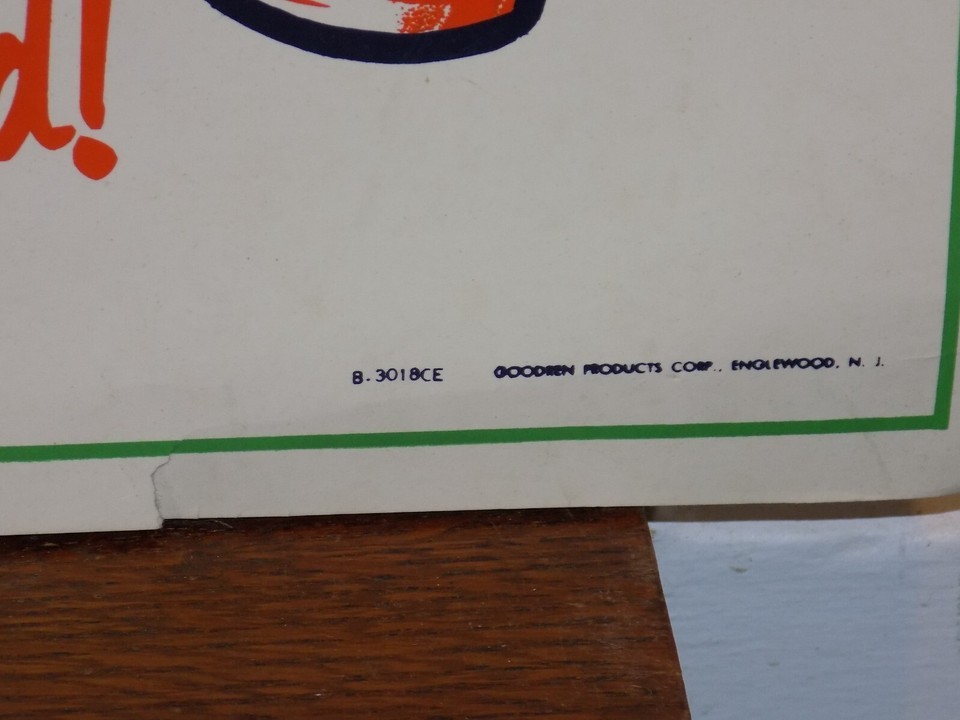 d!
B-3018CE GOODREN PRODUCTS CORP., ENGLEWOOD, N. J.